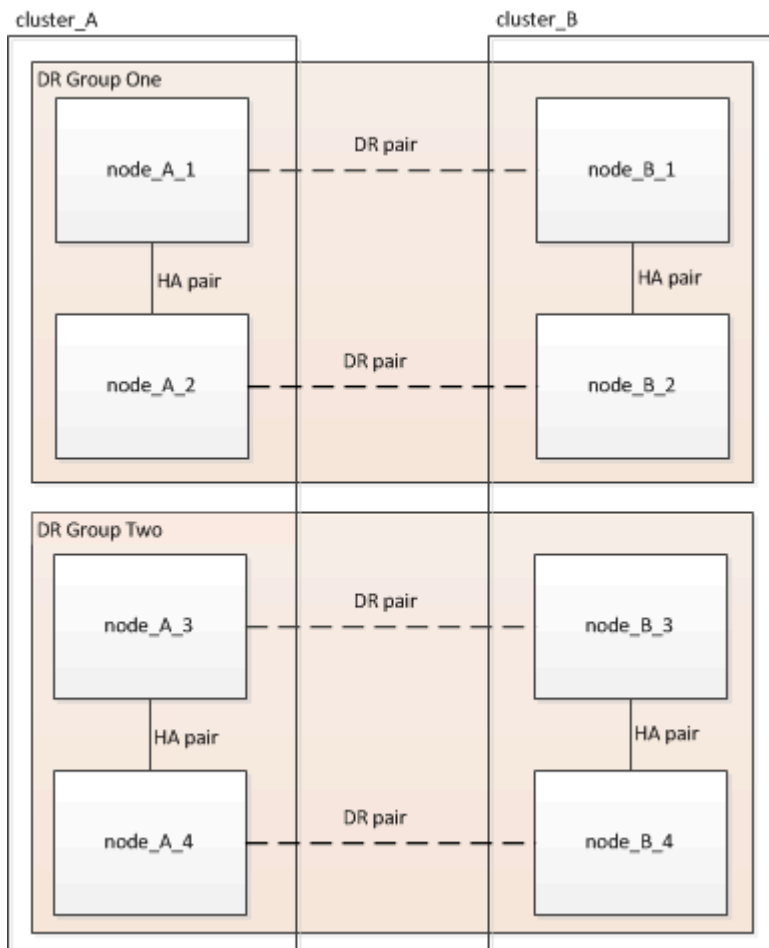 cluster_A
cluster_B
DR Group One
node_A_1
DR pair
node_B_1
HA pair
HA pair
node_A_2
DR pair
node_B_2
DR Group Two
node_A_3
DR pair
node_B_3
HA pair
HA pair
node_A_4
DR pair
node_B_4